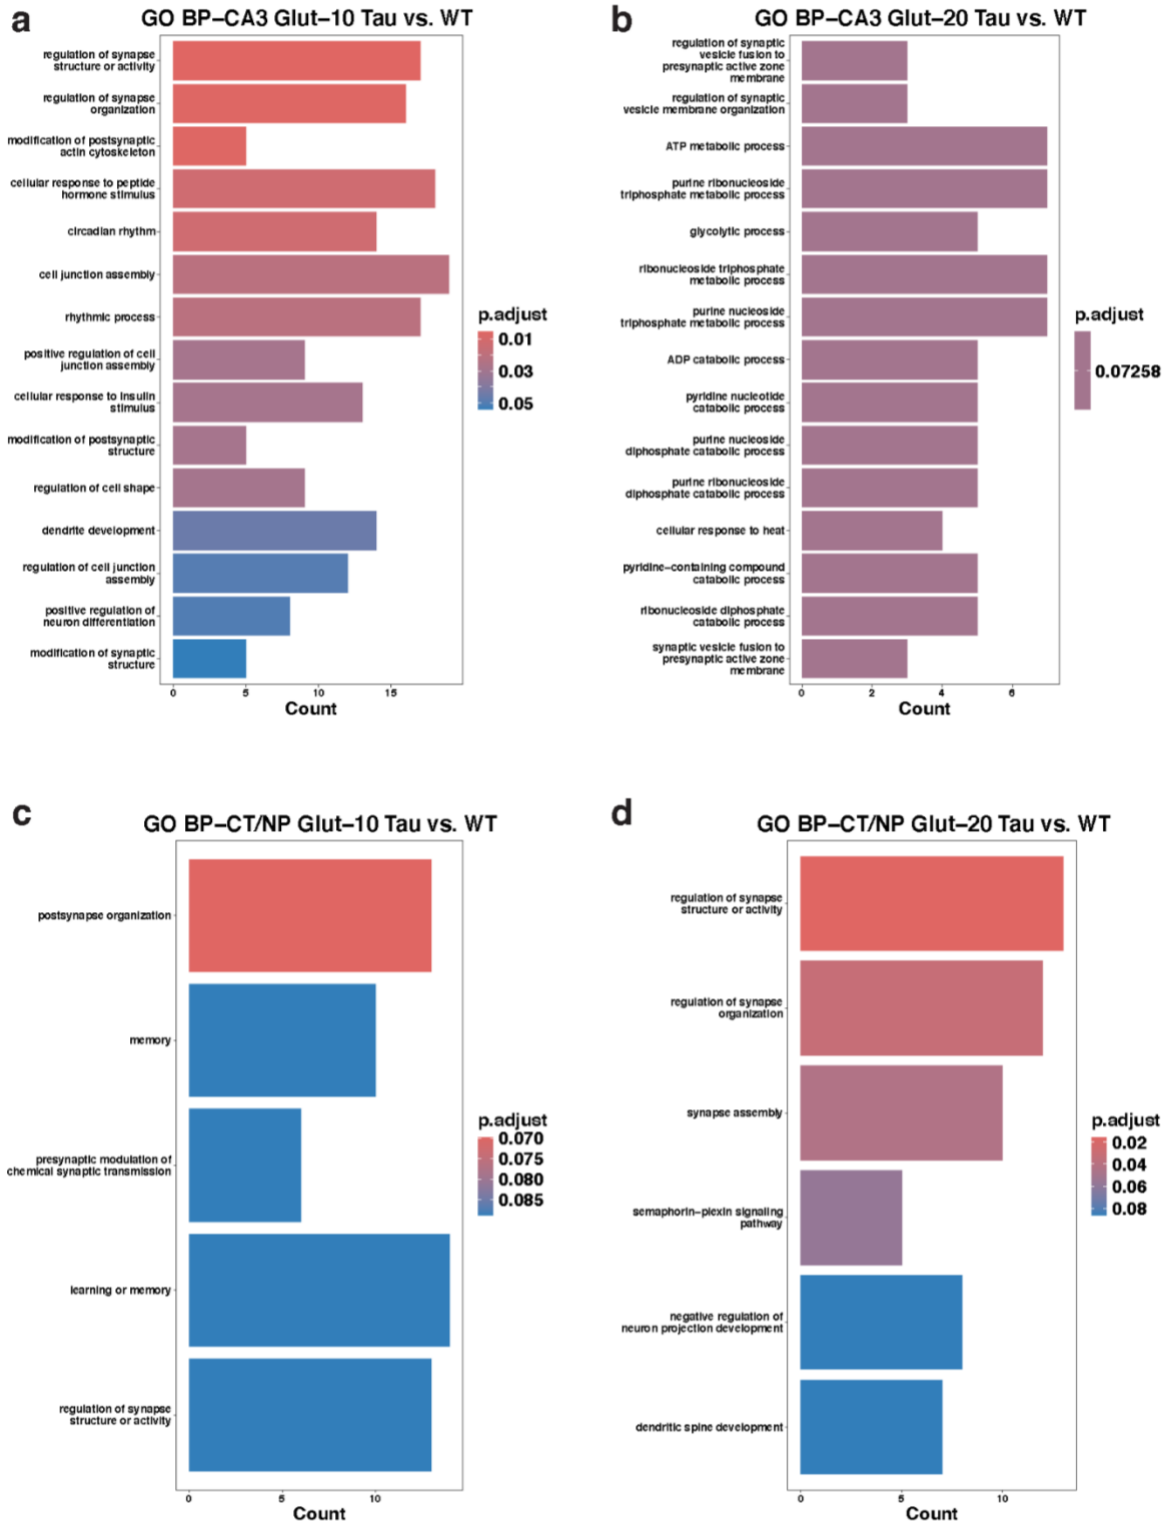 a
GO BP–CA3 Glut–10 Tau vs. WT
regulation of synapse
structure or activity
regulation of synapse
organization
modification of postsynaptic
actin cytoskeleton
cellular response to peptide
hormone stimulus
circadian rhythm
cell junction assembly
rhythmic process
positive regulation of cell
junction assembly
cellular response to insulin
stimulus
modification of postsynaptic
structure
regulation of cell shape
dendrite development
regulation of cell junction
assembly
positive regulation of
neuron differentiation
modification of synaptic
structure
0 5 10 15
Count
p.adjust
0.01
0.03
0.05
b
GO BP–CA3 Glut–20 Tau vs. WT
regulation of synaptic
vesicle fusion to
presynaptic active zone
membrane
regulation of synaptic
vesicle membrane organization
ATP metabolic process
purine ribonucleoside
triphosphate metabolic process
glycolytic process
ribonucleoside triphosphate
metabolic process
purine nucleoside
triphosphate metabolic process
ADP catabolic process
pyridine nucleotide
catabolic process
purine nucleoside
diphosphate catabolic process
purine ribonucleoside
diphosphate catabolic process
cellular response to heat
pyridine–containing compound
catabolic process
ribonucleoside diphosphate
catabolic process
synaptic vesicle fusion to
presynaptic active zone
membrane
0 2 4 6
Count
p.adjust
0.07258
c
GO BP–CT/NP Glut–10 Tau vs. WT
postsynapse organization
memory
presynaptic modulation of
chemical synaptic transmission
learning or memory
regulation of synapse
structure or activity
0 5 10
Count
p.adjust
0.070
0.075
0.080
0.085
d
GO BP–CT/NP Glut–20 Tau vs. WT
regulation of synapse
structure or activity
regulation of synapse
organization
synapse assembly
semaphorin–plexin signaling
pathway
negative regulation of
neuron projection development
dendritic spine development
0 5 10
Count
p.adjust
0.02
0.04
0.06
0.08